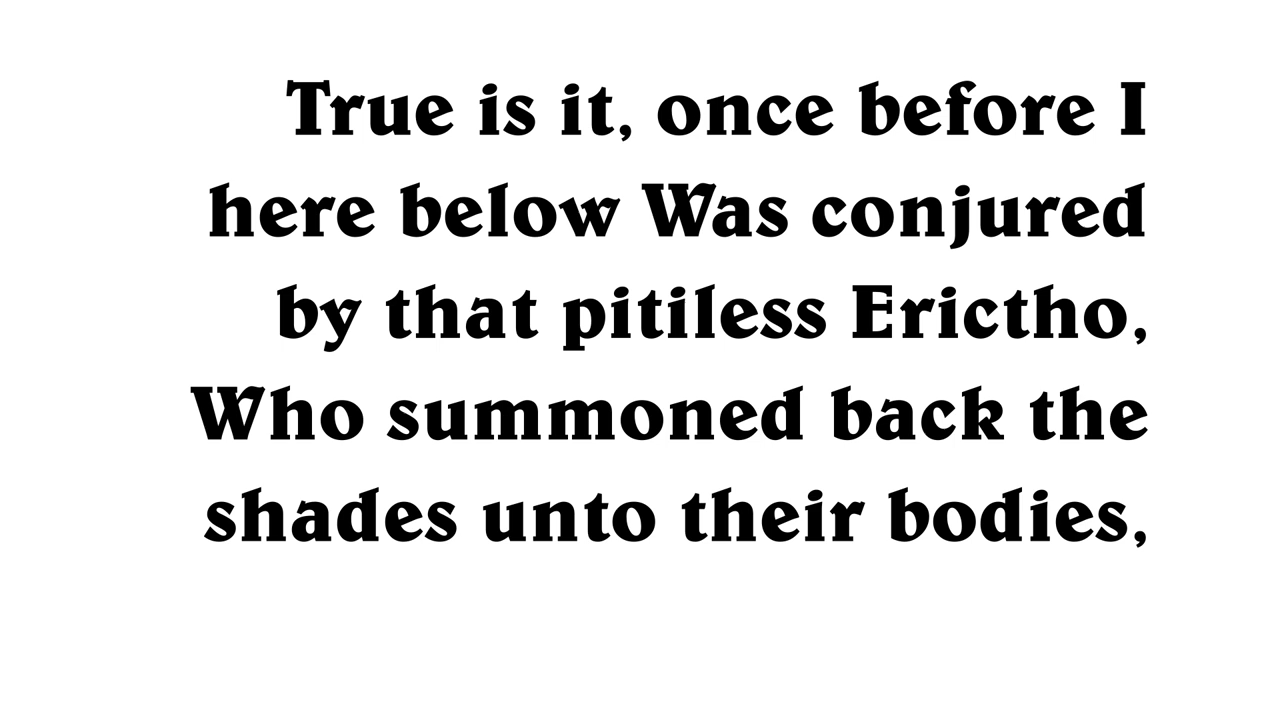 True is it, once before I
here below Was conjured
by that pitiless Erictho,
Who summoned back the
shades unto their bodies,